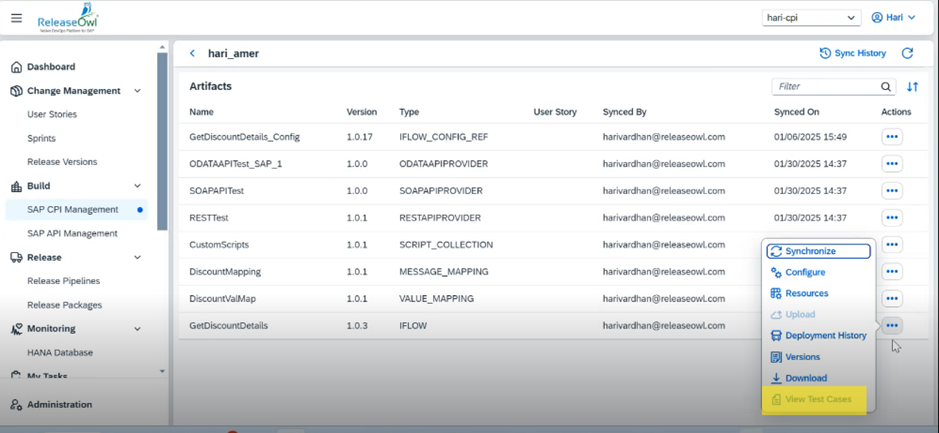 ReleaseOwl
hari-cpi
Hari
Dashboard
Change Management
User Stories
Sprints
Release Versions
Build
SAP CPI Management
SAP API Management
Release
Release Pipelines
Release Packages
Monitoring
HANA Database
My Tasks
Administration
hari_amer
Sync History
Artifacts
Filter
Name Version Type User Story Synced By Synced On Actions
GetDiscountDetails_Config 1.0.17 IFLOW_CONFIG_REF harivardhan@releaseowl.com 01/06/2025 15:49
ODATAAPITest_SAP_1 1.0.0 ODATAAPIPROVIDER harivardhan@releaseowl.com 01/30/2025 14:37
SOAPAPITest 1.0.0 SOAPAPIPROVIDER harivardhan@releaseowl.com 01/30/2025 14:37
RESTTest 1.0.1 RESTAPIPROVIDER harivardhan@releaseowl.com 01/30/2025 14:37
CustomScripts 1.0.1 SCRIPT_COLLECTION harivardhan@releaseowl.com
DiscountMapping 1.0.1 MESSAGE_MAPPING harivardhan@releaseowl.com
DiscountValMap 1.0.1 VALUE_MAPPING harivardhan@releaseowl.com
GetDiscountDetails 1.0.3 IFLOW harivardhan@releaseowl.com
Synchronize
Configure
Resources
Upload
Deployment History
Versions
Download
View Test Cases